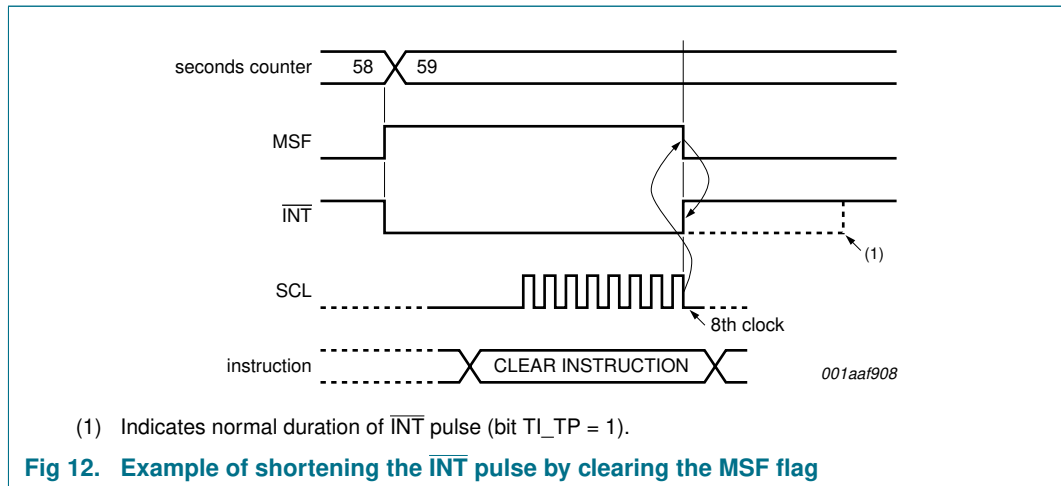 seconds counter 58 59
MSF
INT
(1)
SCL
8th clock
instruction CLEAR INSTRUCTION
001aaf908
(1) Indicates normal duration of INT pulse (bit TI_TP = 1).
Fig 12. Example of shortening the INT pulse by clearing the MSF flag